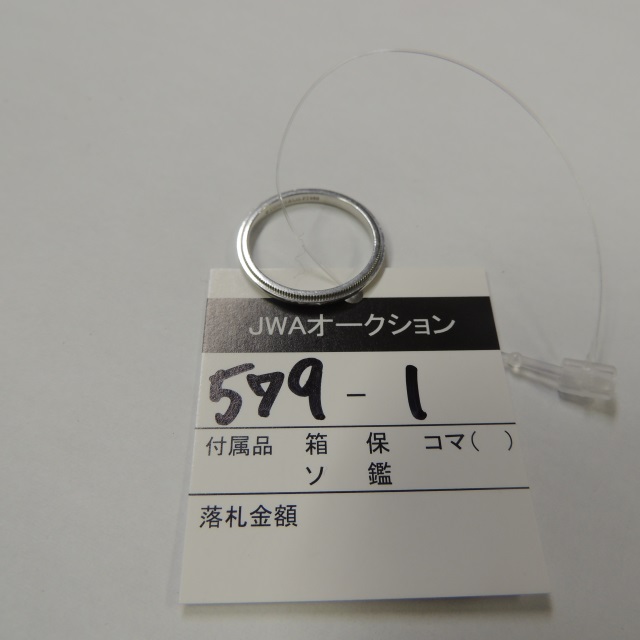 JWAオークション
579 - 1
付属品 箱 保 コマ( )
ソ 鑑
落札金額